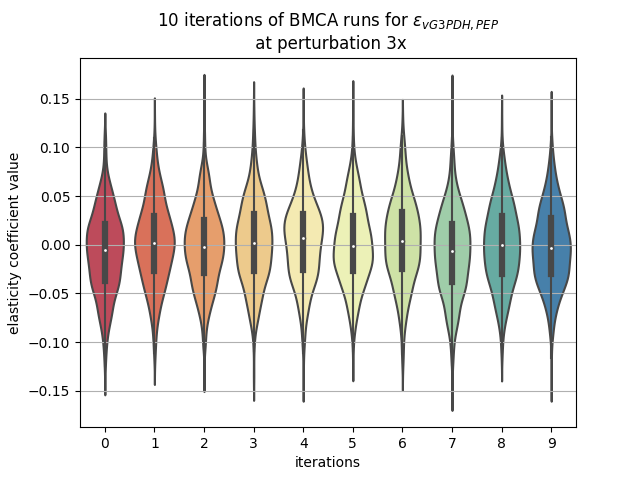 10 iterations of BMCA runs for ε_{vG3PDH, PEP}
at perturbation 3x
elasticity coefficient value
0.15
0.10
0.05
0.00
−0.05
−0.10
−0.15
0 1 2 3 4 5 6 7 8 9
iterations